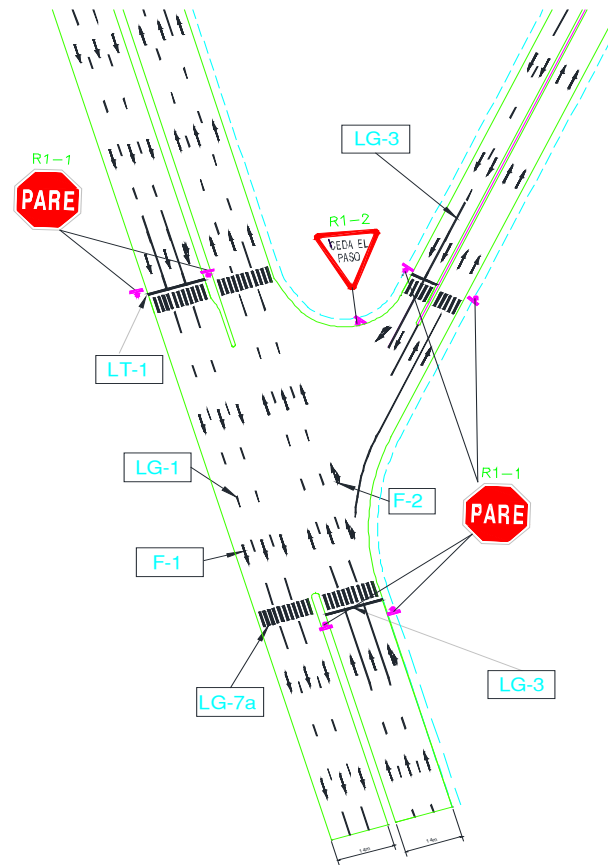 LG-3
R1-1
PARE
R1-2
CEDA EL
PASO
LT-1
LG-1
F-2
R1-1
PARE
F-1
LG-3
LG-7a